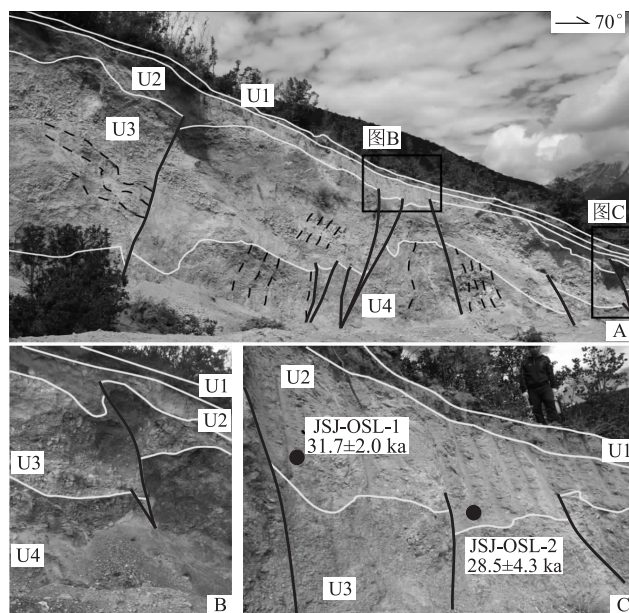 70°
U1
U2
U3
图B
图C
U4
A
U1
U2
U3
U4
B
U2
JSJ-OSL-1
31.7±2.0 ka
U1
JSJ-OSL-2
28.5±4.3 ka
U3
C